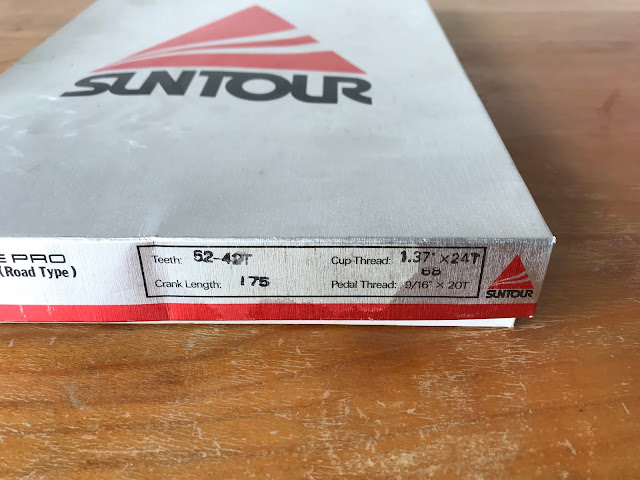 SUNTOUR
E PRO
(Road Type)
Teeth: 52-42T
Crank Length: 175
Cup·Thread: 1.37" × 24T
68
Pedal Thread: 9/16" × 20T
SUNTOUR